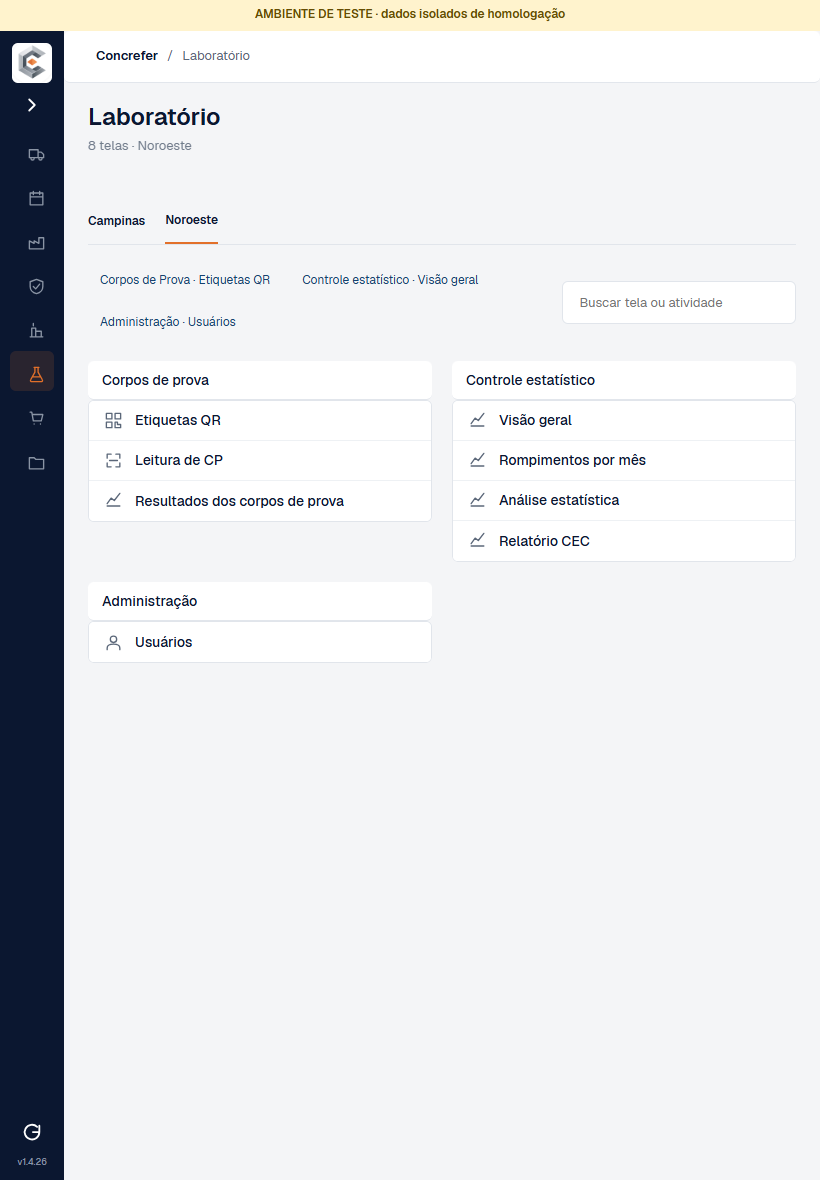 AMBIENTE DE TESTE · dados isolados de homologação
Concrefer / Laboratório
Laboratório
8 telas · Noroeste
Campinas Noroeste
Corpos de Prova · Etiquetas QR Controle estatístico · Visão geral
Administração · Usuários
Buscar tela ou atividade
Corpos de prova
Etiquetas QR
Leitura de CP
Resultados dos corpos de prova
Controle estatístico
Visão geral
Rompimentos por mês
Análise estatística
Relatório CEC
Administração
Usuários
v1.4.26